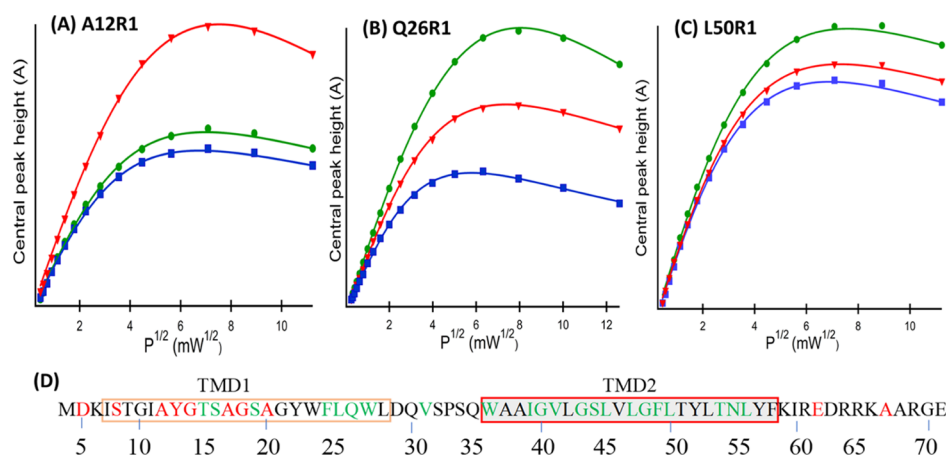 (A) A12R1
(B) Q26R1
(C) L50R1
Central peak height (A)
Central peak height (A)
Central peak height (A)
2 4 6 8 10
2 4 6 8 10 12
2 4 6 8 10
P1/2 (mW1/2)
P1/2 (mW1/2)
P1/2 (mW1/2)
(D)
TMD1 TMD2
MDKISTGIAYGTSAGSAGYWFLQWLDQVSPSQWAAIGVLGSLVLGFLTYLTNLYFKIREDRRKAARGE
5 10 15 20 25 30 35 40 45 50 55 60 65 70